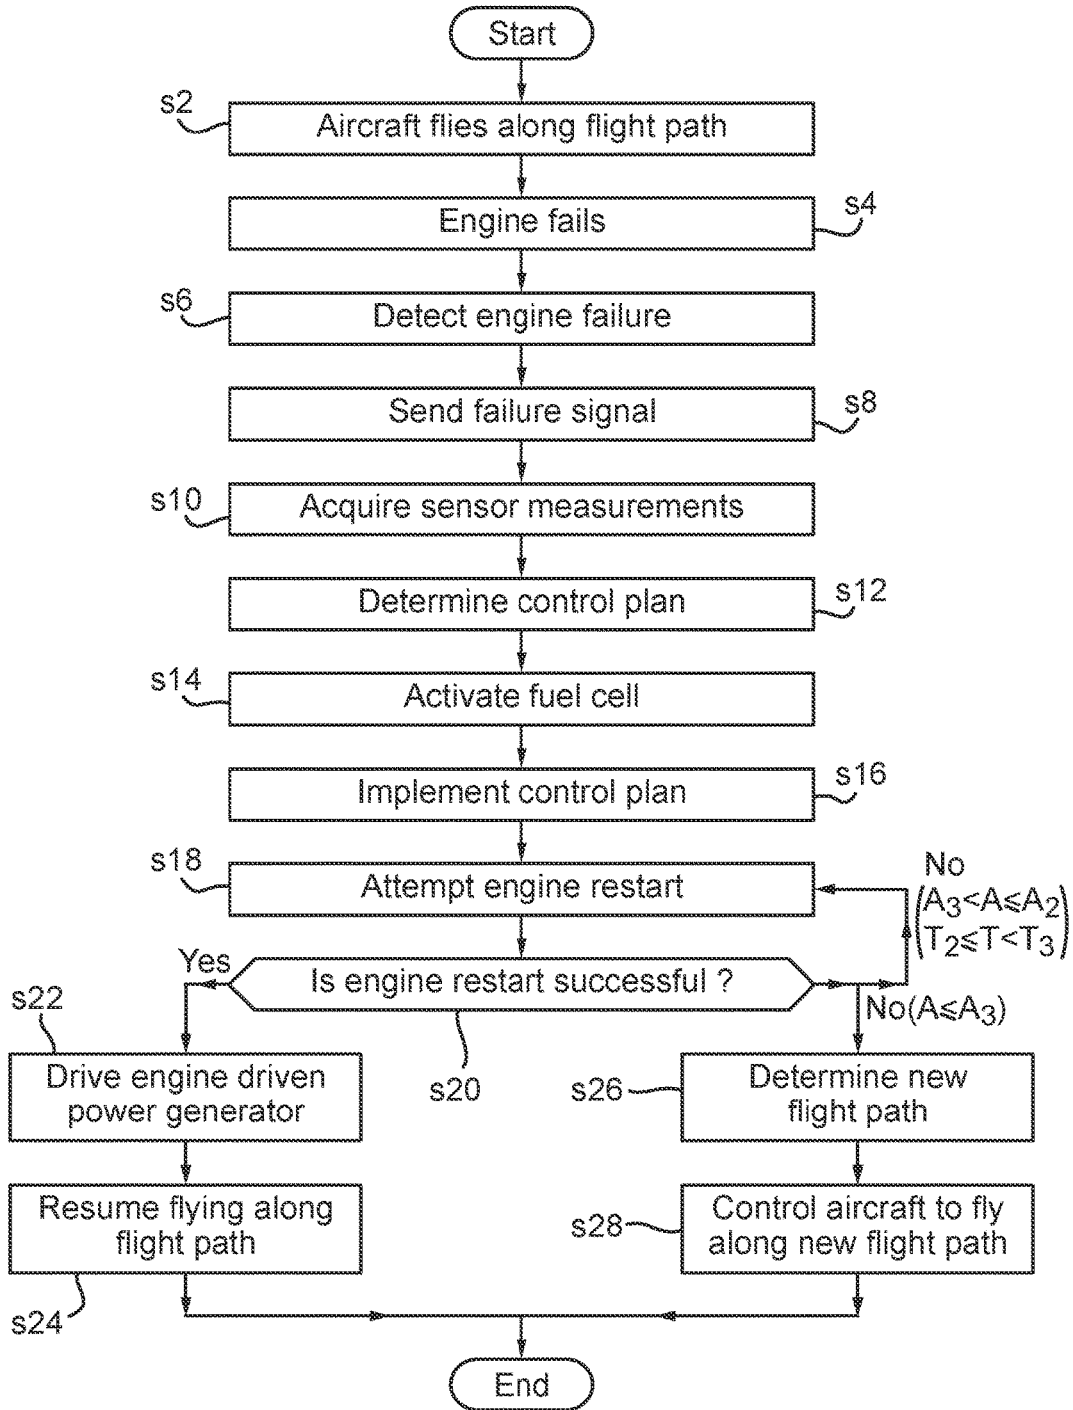 Start
s2
Aircraft flies along flight path
Engine fails
s4
s6
Detect engine failure
Send failure signal
s8
s10
Acquire sensor measurements
Determine control plan
s12
s14
Activate fuel cell
Implement control plan
s16
s18
Attempt engine restart
No
(A₃<A⩽A₂
T₂⩽T<T₃)
Yes
Is engine restart successful ?
No(A⩽A₃)
s20
s22
Drive engine driven
power generator
s26
Determine new
flight path
Resume flying along
flight path
s24
s28
Control aircraft to fly
along new flight path
End